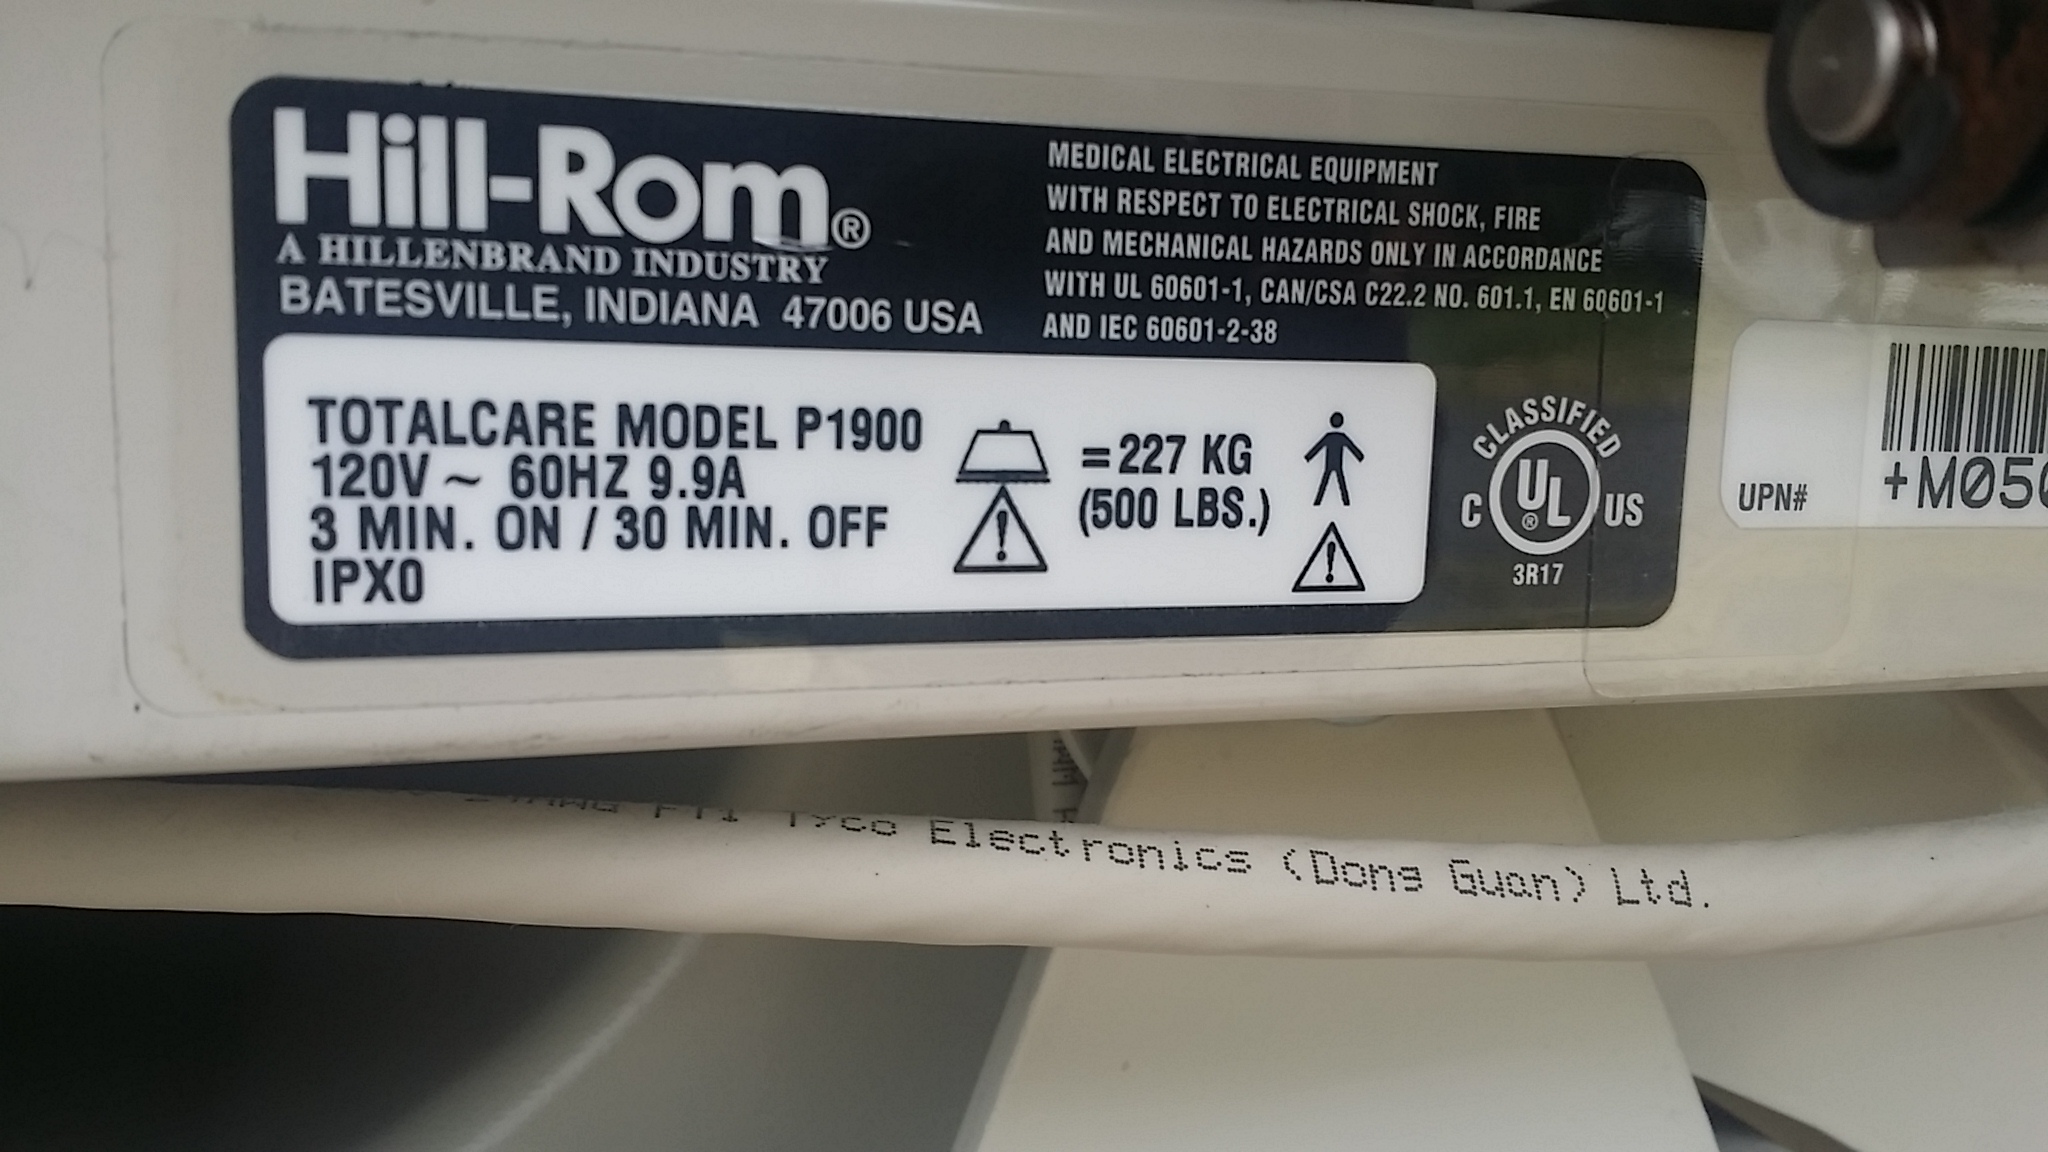 Hill-Rom®
A HILLENBRAND INDUSTRY
BATESVILLE, INDIANA 47006 USA
MEDICAL ELECTRICAL EQUIPMENT
WITH RESPECT TO ELECTRICAL SHOCK, FIRE
AND MECHANICAL HAZARDS ONLY IN ACCORDANCE
WITH UL 60601-1, CAN/CSA C22.2 NO. 601.1, EN 60601-1
AND IEC 60601-2-38
TOTALCARE MODEL P1900
120V ~ 60HZ 9.9A
3 MIN. ON / 30 MIN. OFF
IPX0
= 227 KG
(500 LBS.)
CLASSIFIED
C UL® US
3R17
UPN#
+M05
Tyco Electronics (Dong Guan) Ltd.